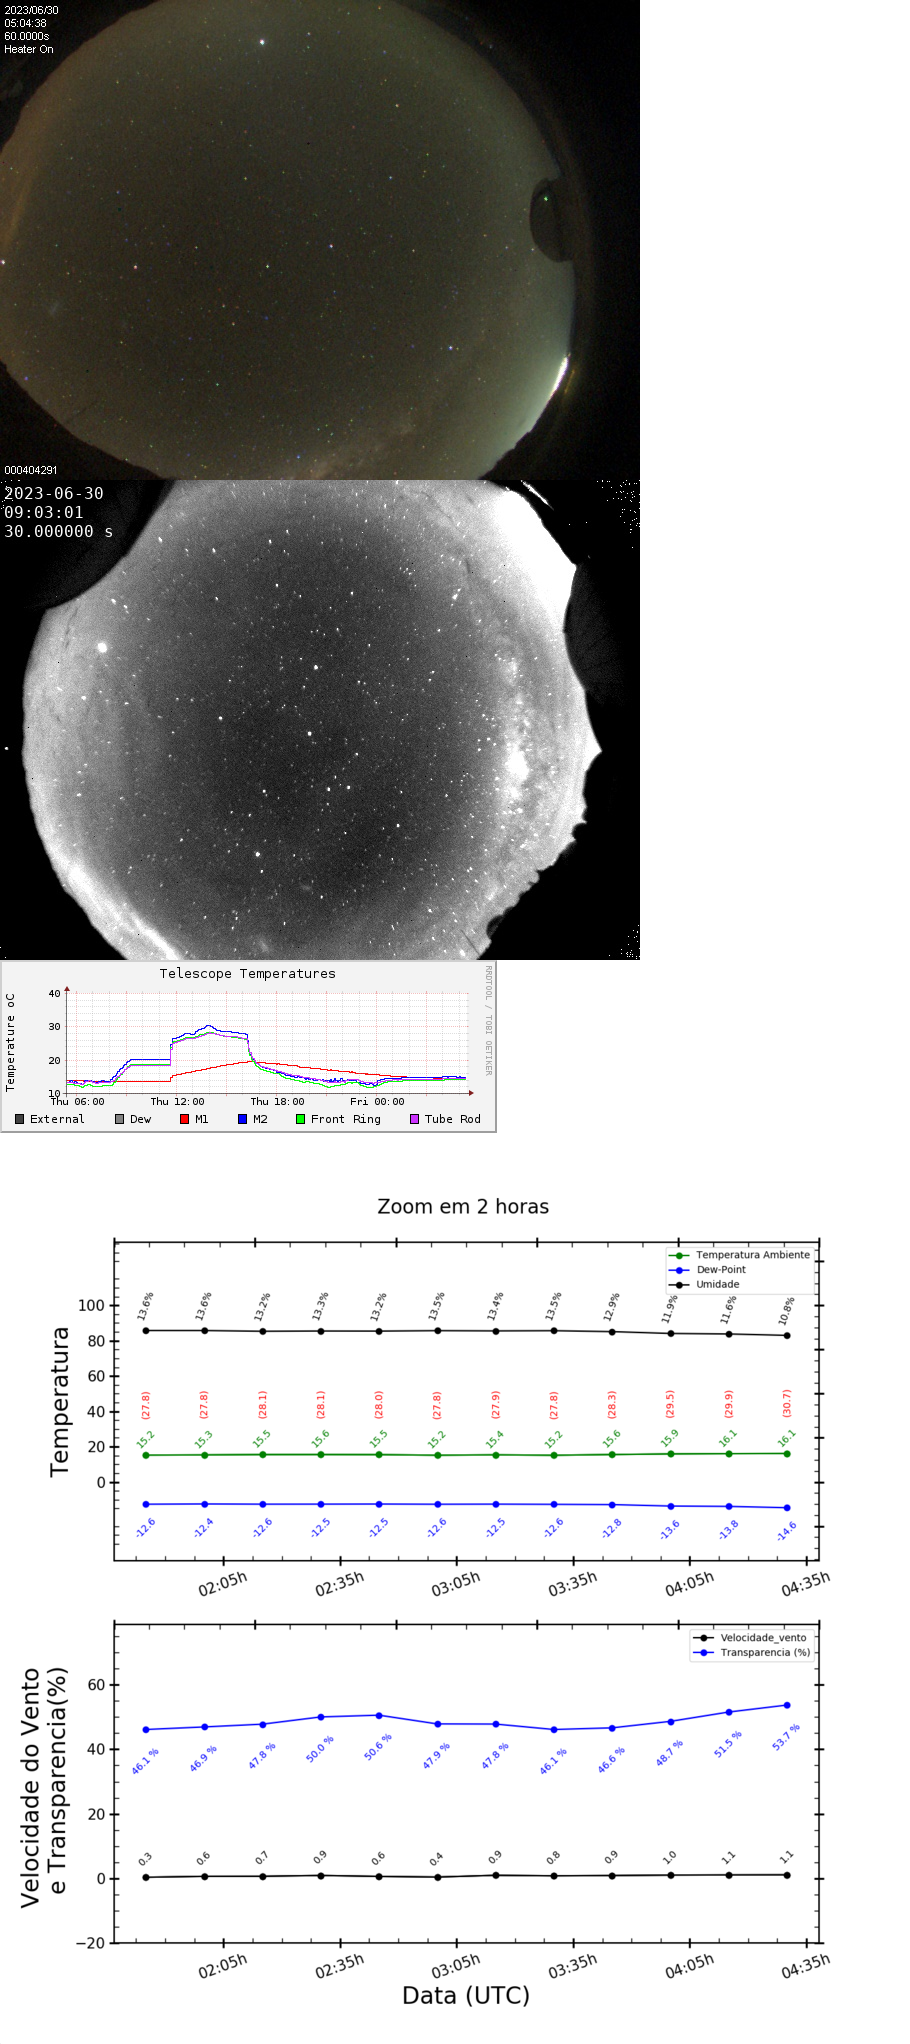 2023/06/30
05:04:38
60.0000s
Heater On
000404291
2023-06-30
09:03:01
30.000000 s
Telescope Temperatures
RRDTOOL / TOBI OETIKER
Temperature oC
40
30
20
10
Thu 06:00 Thu 12:00 Thu 18:00 Fri 00:00
External Dew M1 M2 Front Ring Tube Rod
Zoom em 2 horas
Temperatura Ambiente
Dew-Point
Umidade
Temperatura
100
80
60
40
20
0
13.6% 13.6% 13.2% 13.3% 13.2% 13.5% 13.4% 13.5% 12.9% 11.9% 11.6% 10.8%
(27.8) (27.8) (28.1) (28.1) (28.0) (27.8) (27.9) (27.8) (28.3) (29.5) (29.9) (30.7)
15.2 15.3 15.5 15.6 15.5 15.2 15.4 15.2 15.6 15.9 16.1 16.1
-12.6 -12.4 -12.6 -12.5 -12.5 -12.6 -12.5 -12.6 -12.8 -13.6 -13.8 -14.6
02:05h 02:35h 03:05h 03:35h 04:05h 04:35h
Velocidade_vento
Transparencia (%)
Velocidade do Vento
e Transparencia(%)
60
40
20
0
−20
46.1 % 46.9 % 47.8 % 50.0 % 50.6 % 47.9 % 47.8 % 46.1 % 46.6 % 48.7 % 51.5 % 53.7 %
0.3 0.6 0.7 0.9 0.6 0.4 0.9 0.8 0.9 1.0 1.1 1.1
02:05h 02:35h 03:05h 03:35h 04:05h 04:35h
Data (UTC)